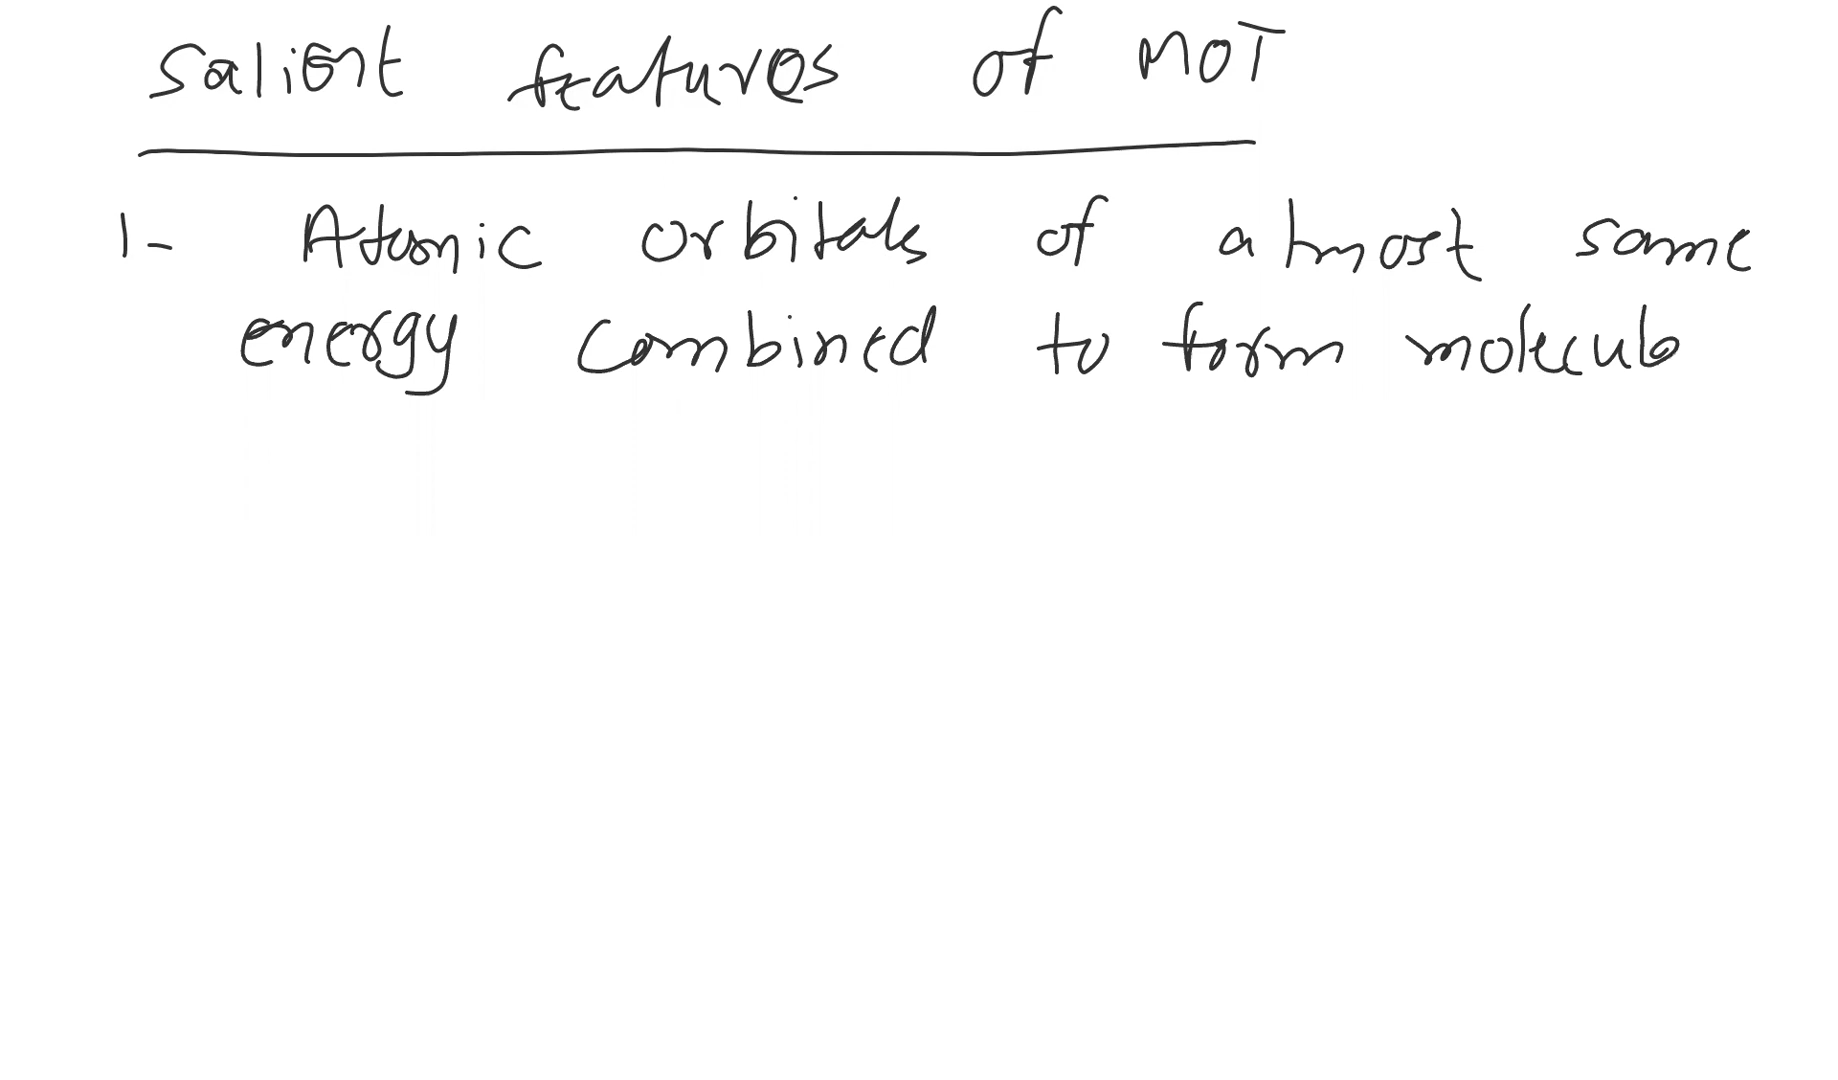 Salient features of MOT
1- Atomic orbitals of almost same
energy combined to form molecule